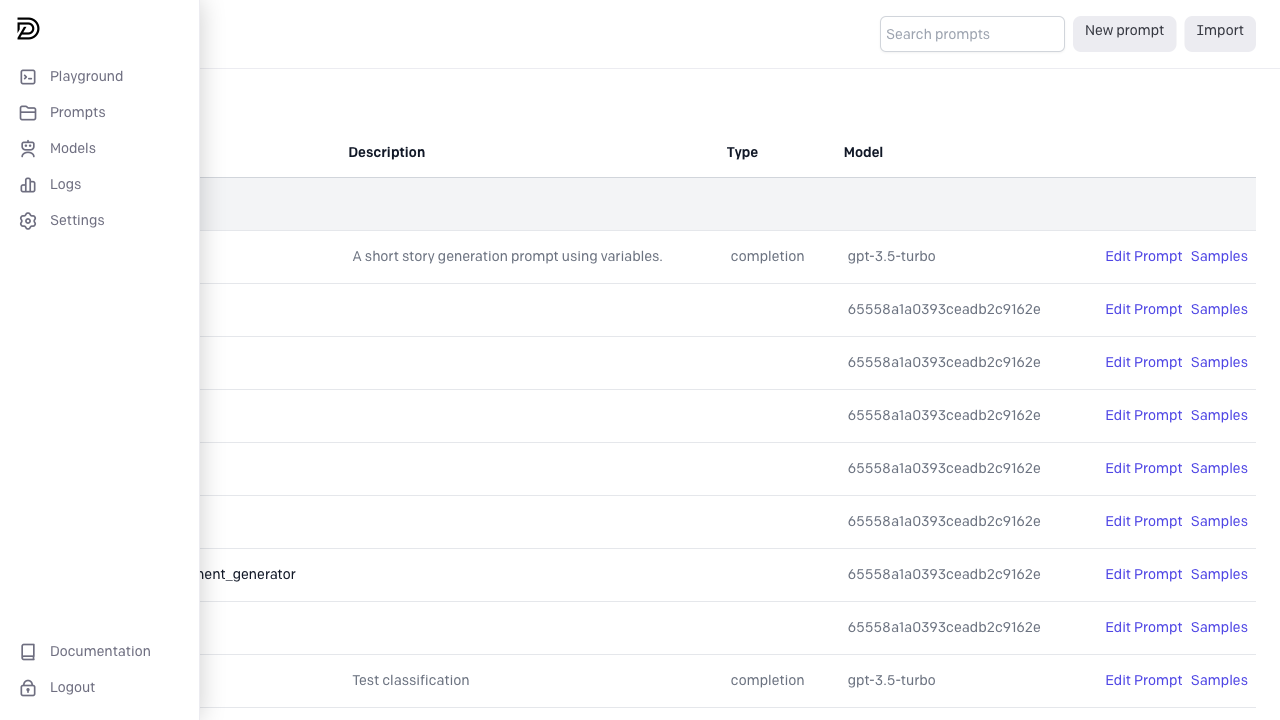 Playground
Prompts
Models
Logs
Settings
Documentation
Logout
Search prompts
New prompt
Import
Description Type Model
A short story generation prompt using variables. completion gpt-3.5-turbo Edit Prompt Samples
65558a1a0393ceadb2c9162e Edit Prompt Samples
65558a1a0393ceadb2c9162e Edit Prompt Samples
65558a1a0393ceadb2c9162e Edit Prompt Samples
65558a1a0393ceadb2c9162e Edit Prompt Samples
65558a1a0393ceadb2c9162e Edit Prompt Samples
ent_generator 65558a1a0393ceadb2c9162e Edit Prompt Samples
65558a1a0393ceadb2c9162e Edit Prompt Samples
Test classification completion gpt-3.5-turbo Edit Prompt Samples